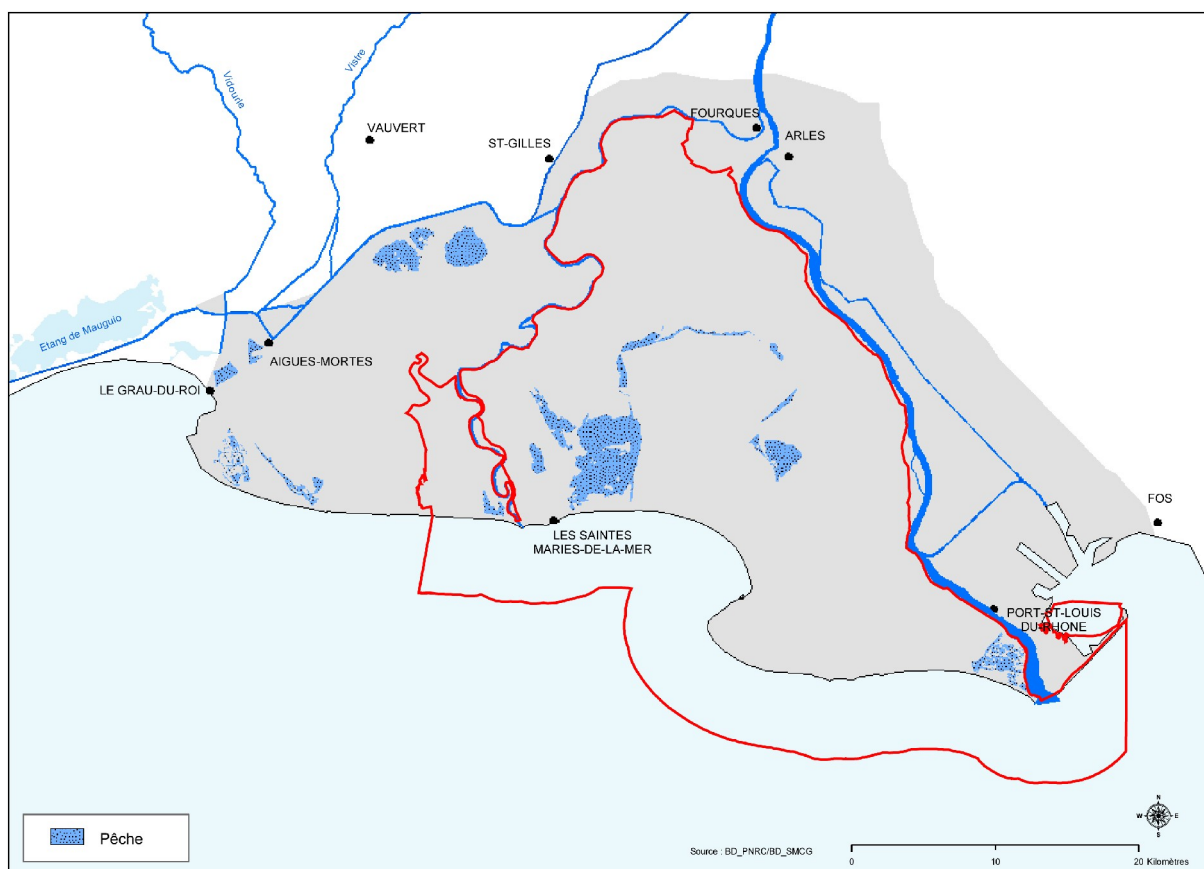 Vidourle
Vistre
VAUVERT
ST-GILLES
FOURQUES
ARLES
Etang de Mauguio
AIGUES-MORTES
LE GRAU-DU-ROI
FOS
LES SAINTES
MARIES-DE-LA-MER
PORT-ST-LOUIS
DU-RHONE
Pêche
Source : BD_PNRC/BD_SMCG
N
W E
S
0 10 20 Kilomètres